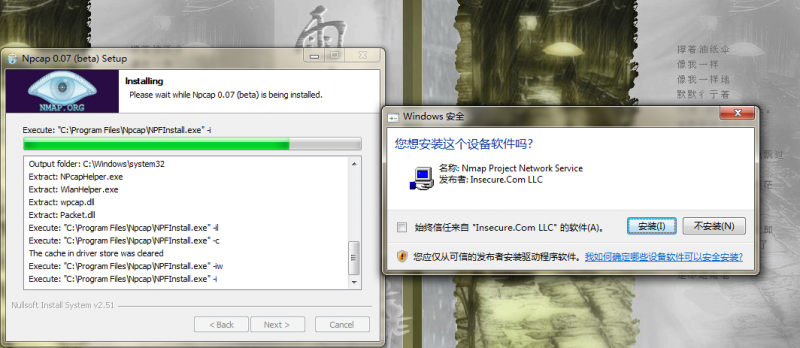 雨
Npcap 0.07 (beta) Setup
NMAP.ORG
Installing
Please wait while Npcap 0.07 (beta) is being installed.
Execute: "C:\Program Files\Npcap\NPFInstall.exe" -i
Output folder: C:\Windows\system32
Extract: NPcapHelper.exe
Extract: WlanHelper.exe
Extract: wpcap.dll
Extract: Packet.dll
Execute: "C:\Program Files\Npcap\NPFInstall.exe" -il
Execute: "C:\Program Files\Npcap\NPFInstall.exe" -c
The cache in driver store was cleared
Execute: "C:\Program Files\Npcap\NPFInstall.exe" -iw
Execute: "C:\Program Files\Npcap\NPFInstall.exe" -i
Nullsoft Install System v2.51
< Back
Next >
Cancel
撑着油纸伞
像我一样
像我一样地
默默彳亍着
Windows 安全
您想安装这个设备软件吗?
名称: Nmap Project Network Service
发布者: Insecure.Com LLC
始终信任来自 "Insecure.Com LLC" 的软件(A)。
安装(I)
不安装(N)
您应仅从可信的发布者安装驱动程序软件。我如何确定哪些设备软件可以安全安装?